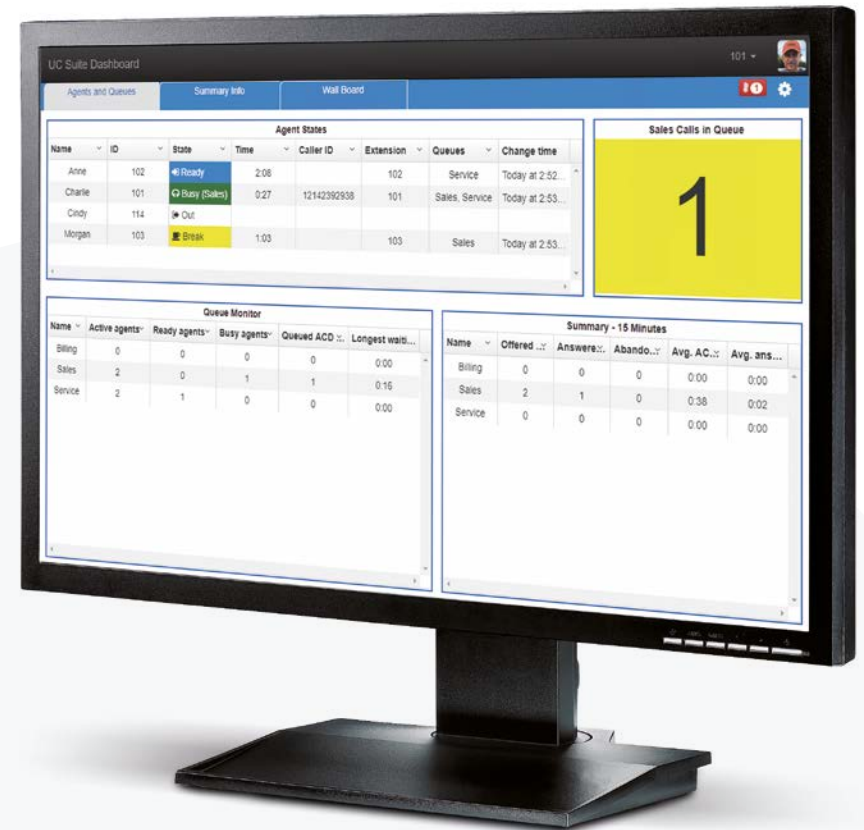 UC Suite Dashboard 101
Agents and Queues Summary Info Wall Board 1
Agent States
Name ID State Time Caller ID Extension Queues Change time
Anne 102 Ready 2:08 102 Service Today at 2:52...
Charlie 101 Busy (Sales) 0:27 12142392938 101 Sales, Service Today at 2:53...
Cindy 114 Out
Morgan 103 Break 1:03 103 Sales Today at 2:53...
Sales Calls in Queue
1
Queue Monitor
Name Active agents Ready agents Busy agents Queued ACD ... Longest waiti...
Billing 0 0 0 0 0:00
Sales 2 0 1 1 0:16
Service 2 1 0 0 0:00
Summary - 15 Minutes
Name Offered ... Answere... Abando... Avg. AC... Avg. ans...
Billing 0 0 0 0:00 0:00
Sales 2 1 0 0:38 0:02
Service 0 0 0 0:00 0:00